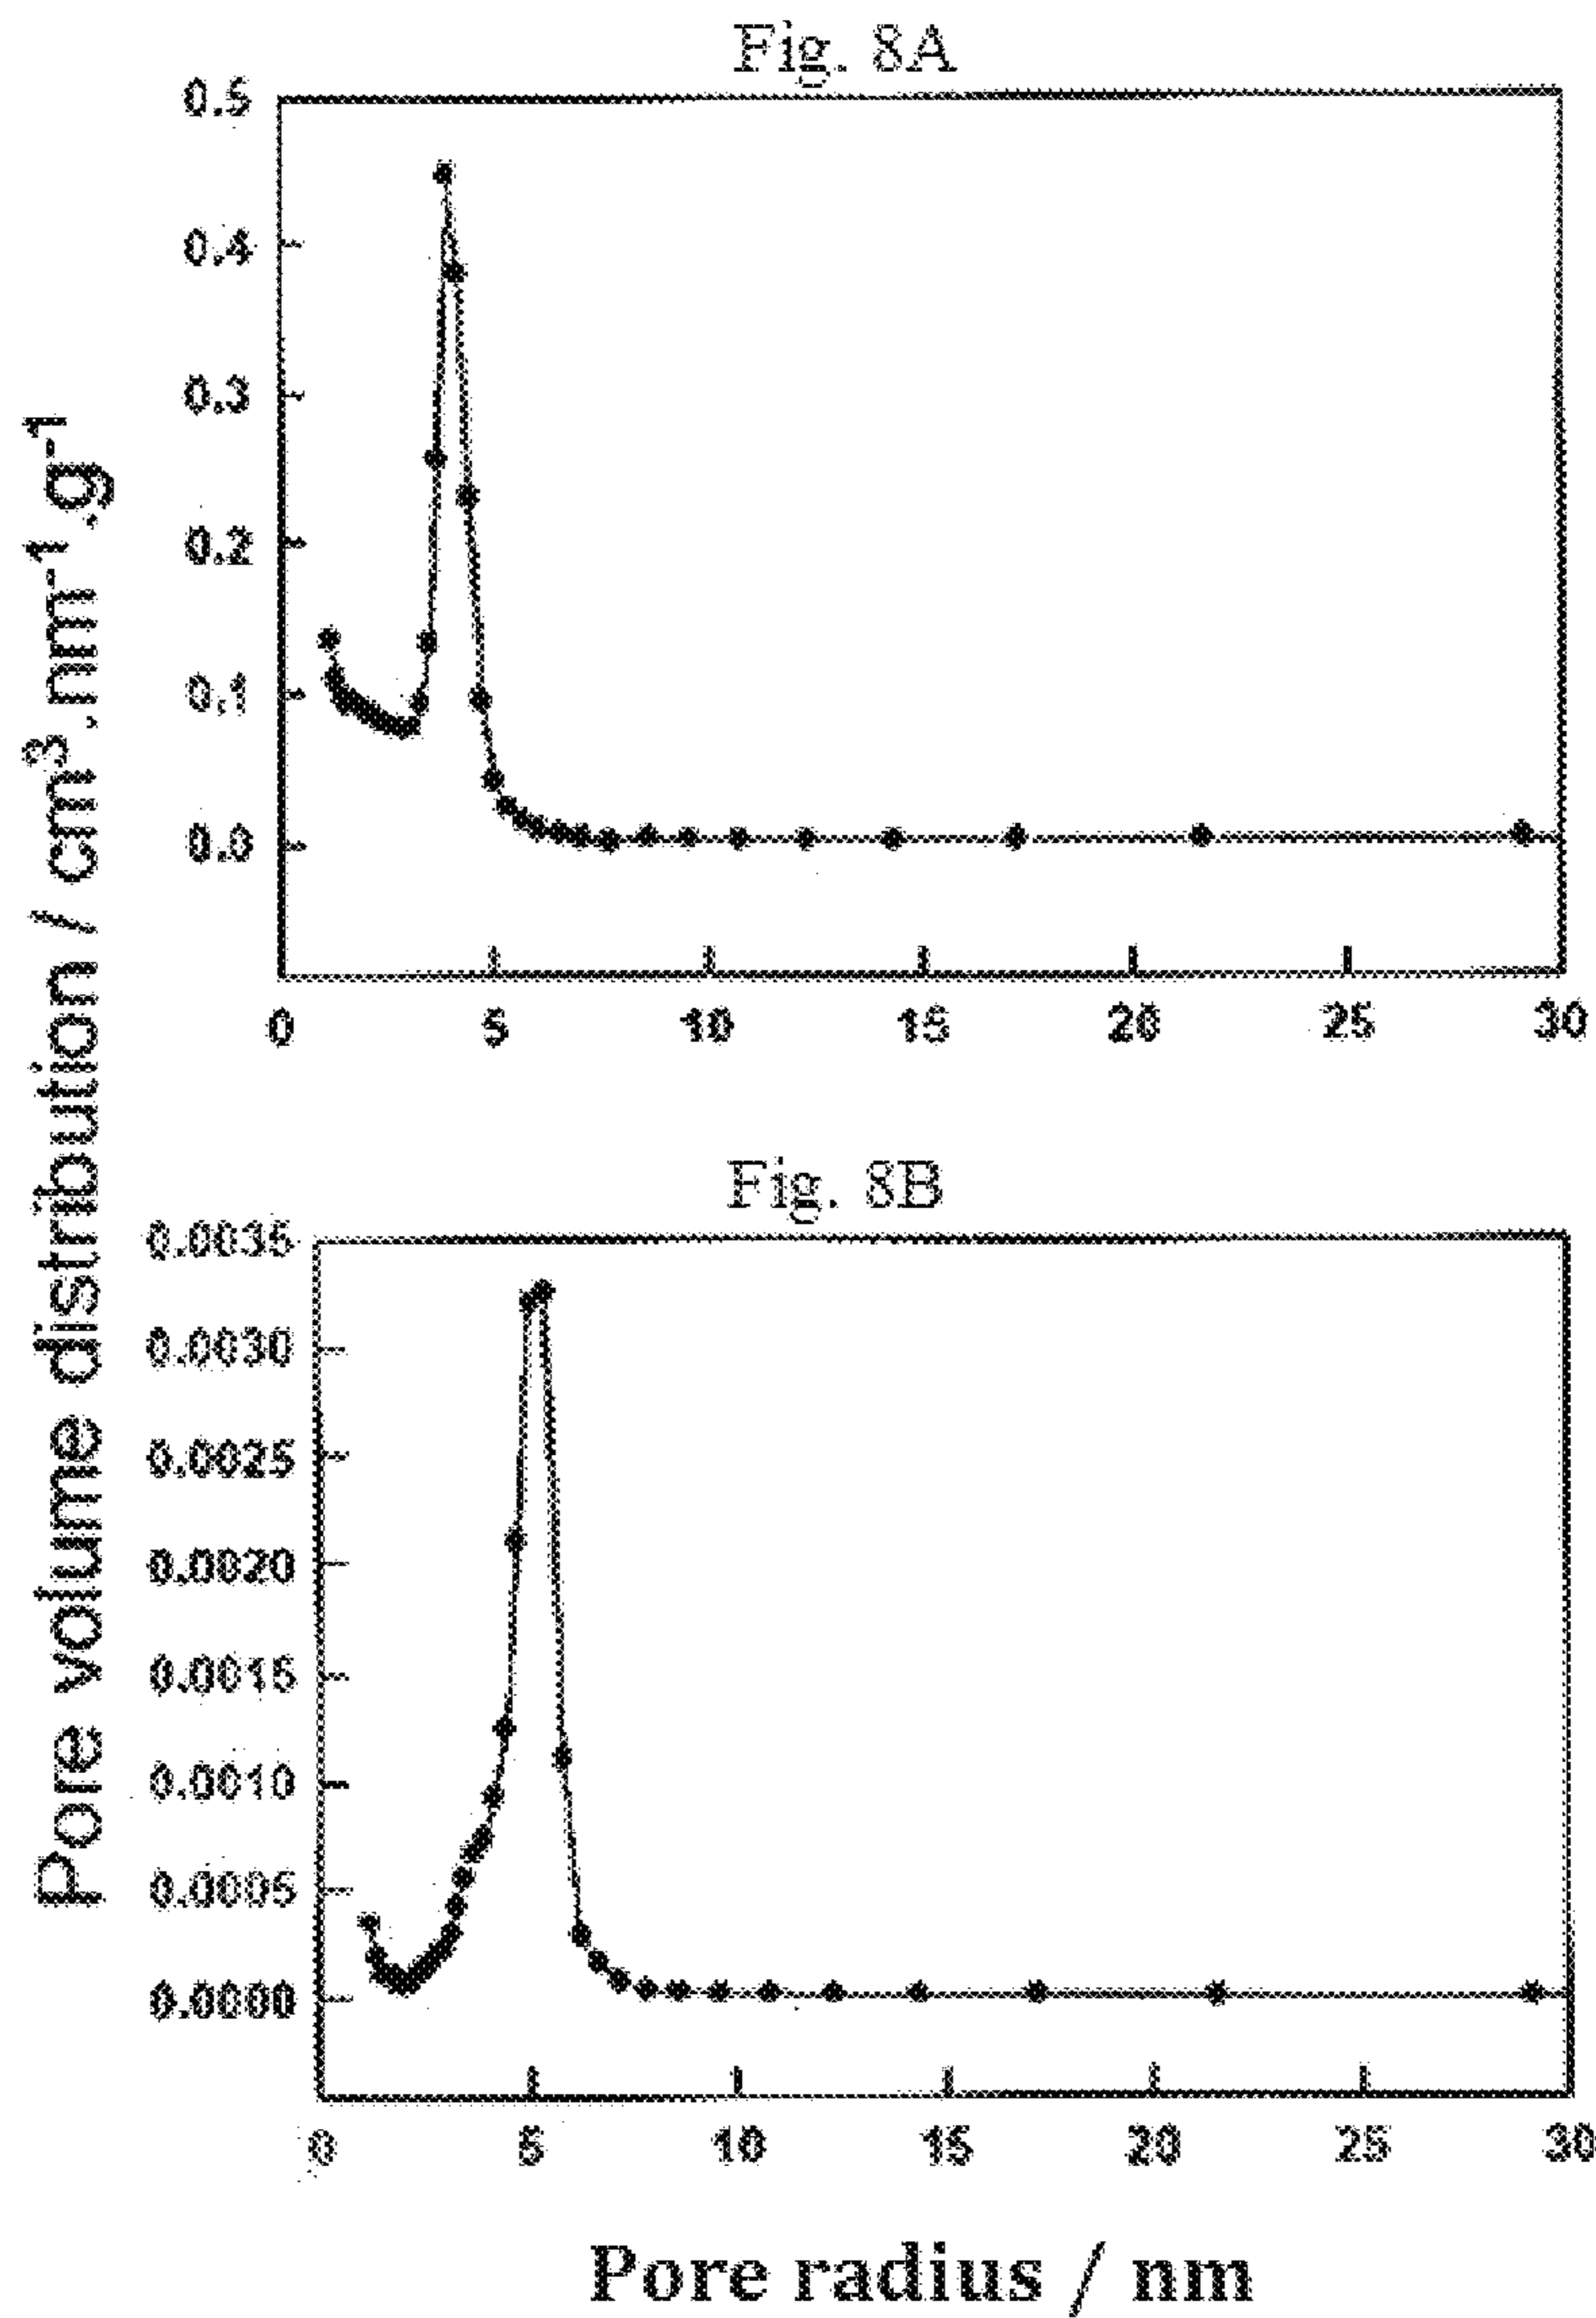 Fig. 8A
0.5
0.4
0.3
0.2
0.1
0.0
0 5 10 15 20 25 30
Pore volume distribution / cm³.nm⁻¹.g⁻¹
Fig. 8B
0.0035
0.0030
0.0025
0.0020
0.0015
0.0010
0.0005
0.0000
0 5 10 15 20 25 30
Pore radius / nm